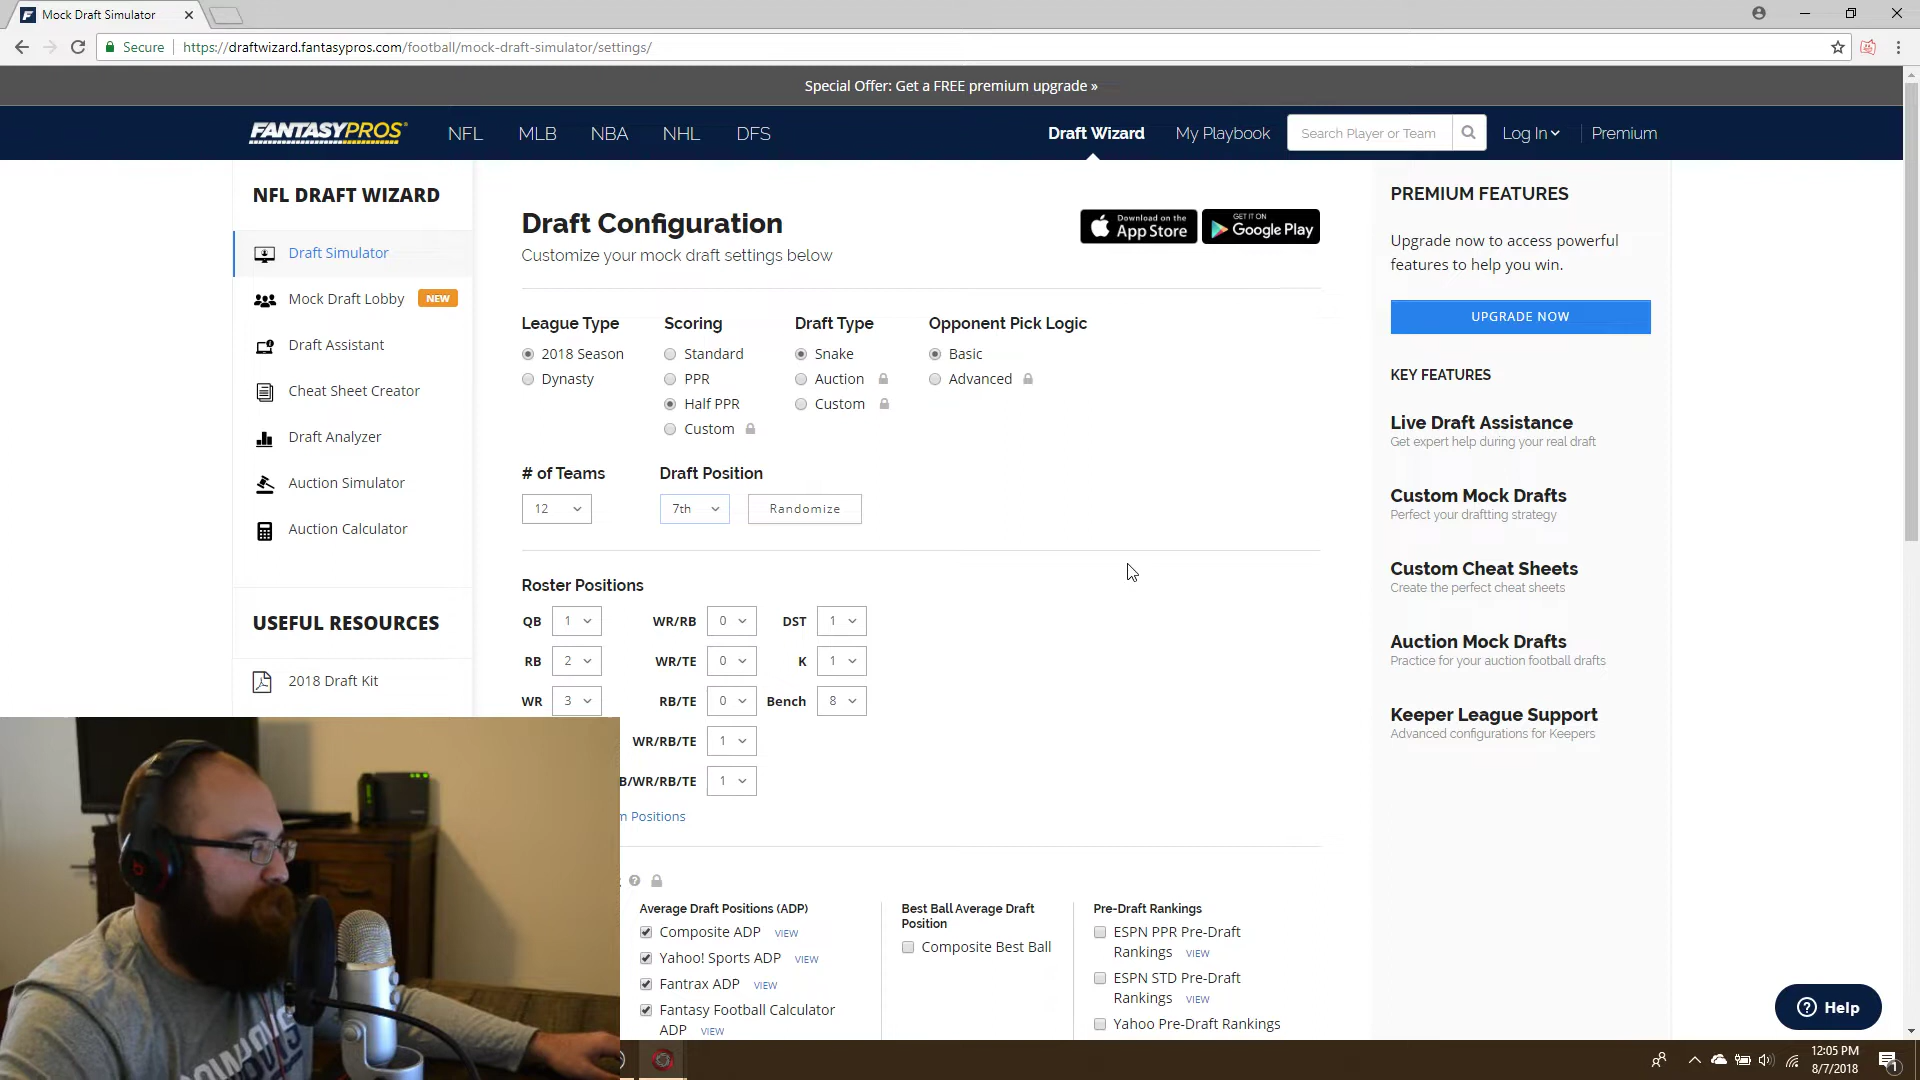 Mock Draft Simulator
Secure
https://draftwizard.fantasypros.com/football/mock-draft-simulator/settings/
Special Offer: Get a FREE premium upgrade »
FANTASYPROS
NFL
MLB
NBA
NHL
DFS
Draft Wizard
My Playbook
Search Player or Team
Log In
Premium
NFL DRAFT WIZARD
Draft Simulator
Mock Draft Lobby NEW
Draft Assistant
Cheat Sheet Creator
Draft Analyzer
Auction Simulator
Auction Calculator
USEFUL RESOURCES
2018 Draft Kit
Draft Configuration
Customize your mock draft settings below
Download on the
App Store
GET IT ON
Google Play
League Type
2018 Season
Dynasty
Scoring
Standard
PPR
Half PPR
Custom
Draft Type
Snake
Auction
Custom
Opponent Pick Logic
Basic
Advanced
# of Teams
12
Draft Position
7th
Randomize
Roster Positions
QB 1 WR/RB 0 DST 1
RB 2 WR/TE 0 K 1
WR 3 RB/TE 0 Bench 8
WR/RB/TE 1
B/WR/RB/TE 1
m Positions
Average Draft Positions (ADP)
Composite ADP VIEW
Yahoo! Sports ADP VIEW
Fantrax ADP VIEW
Fantasy Football Calculator
ADP VIEW
Best Ball Average Draft
Position
Composite Best Ball
Pre-Draft Rankings
ESPN PPR Pre-Draft
Rankings VIEW
ESPN STD Pre-Draft
Rankings VIEW
Yahoo Pre-Draft Rankings
PREMIUM FEATURES
Upgrade now to access powerful
features to help you win.
UPGRADE NOW
KEY FEATURES
Live Draft Assistance
Get expert help during your real draft
Custom Mock Drafts
Perfect your draftting strategy
Custom Cheat Sheets
Create the perfect cheat sheets
Auction Mock Drafts
Practice for your auction football drafts
Keeper League Support
Advanced configurations for Keepers
Help
12:05 PM
8/7/2018
1